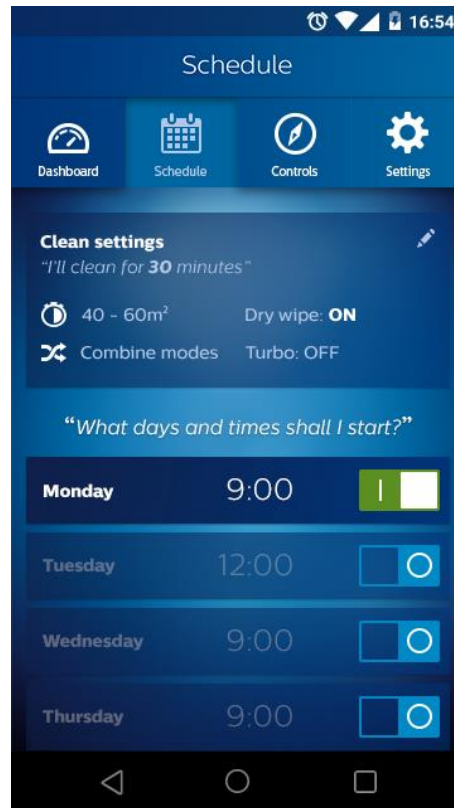 16:54
Schedule
Dashboard Schedule Controls Settings
Clean settings
“I'll clean for 30 minutes”
40 - 60m² Dry wipe: ON
Combine modes Turbo: OFF
“What days and times shall I start?”
Monday 9:00
Tuesday 12:00
Wednesday 9:00
Thursday 9:00